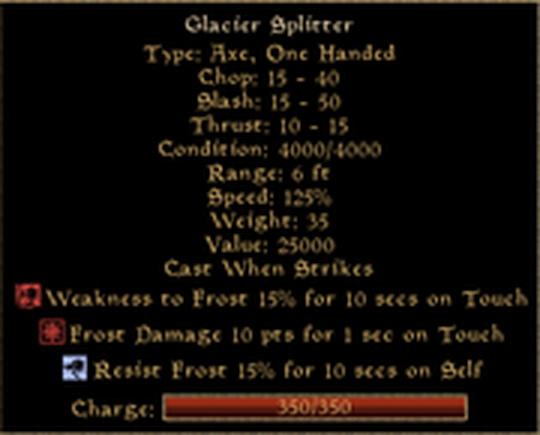 Glacier Splitter
Type: Axe, One Handed
Chop: 15 - 40
Slash: 15 - 50
Thrust: 10 - 15
Condition: 4000/4000
Range: 6 ft
Speed: 125%
Weight: 35
Value: 25000
Cast When Strikes
Weakness to Frost 15% for 10 secs on Touch
Frost Damage 10 pts for 1 sec on Touch
Resist Frost 15% for 10 secs on Self
Charge: 350/350